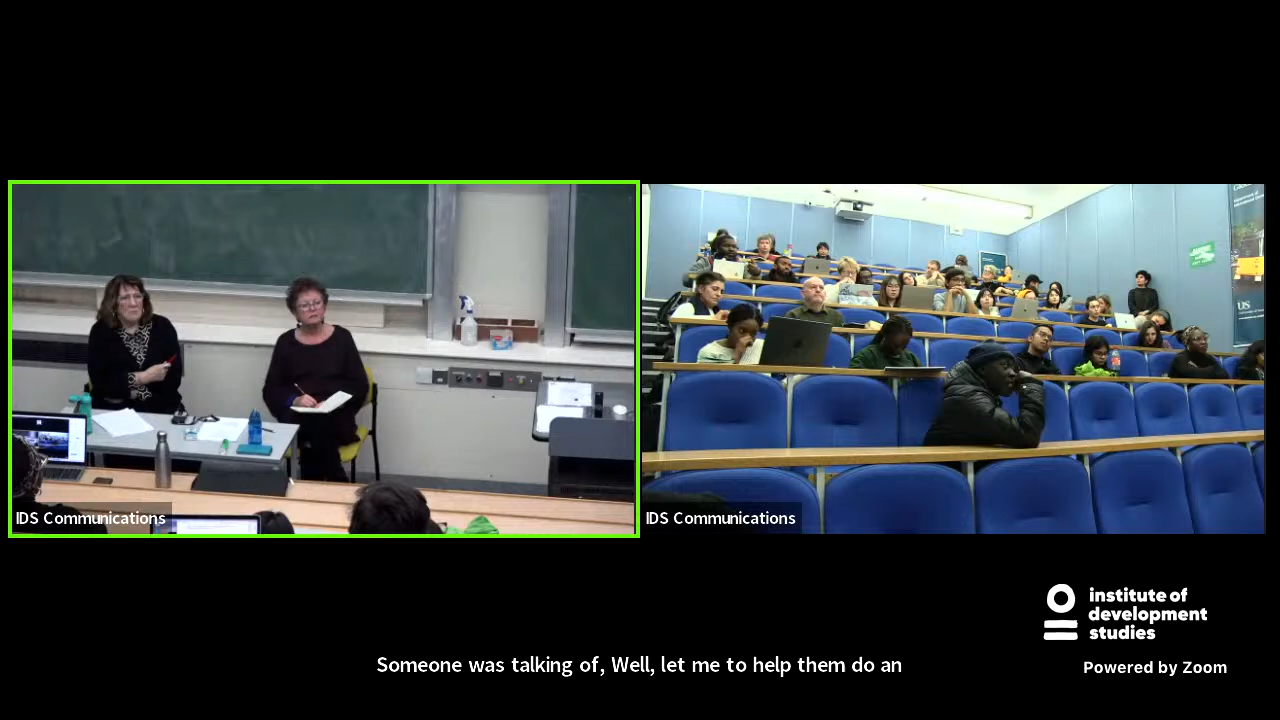 IDS Communications
IDS Communications
institute of
development
studies
Someone was talking of, Well, let me to help them do an
Powered by Zoom